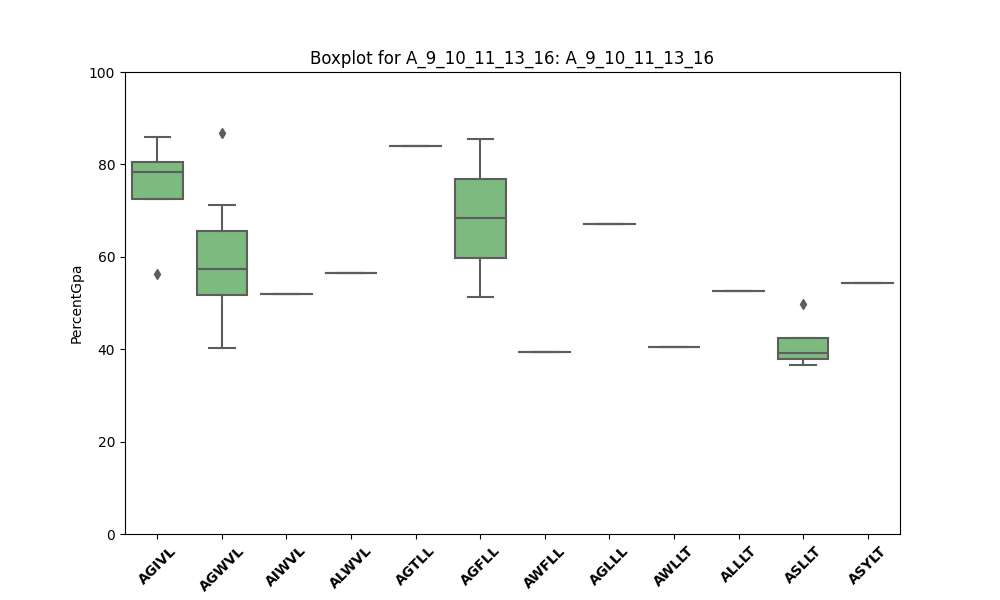 Boxplot for A_9_10_11_13_16: A_9_10_11_13_16
PercentGpa
100
80
60
40
20
0
AGIVL
AGWVL
AIWVL
ALWVL
AGTLL
AGFLL
AWFLL
AGLLL
AWLLT
ALLLT
ASLLT
ASYLT